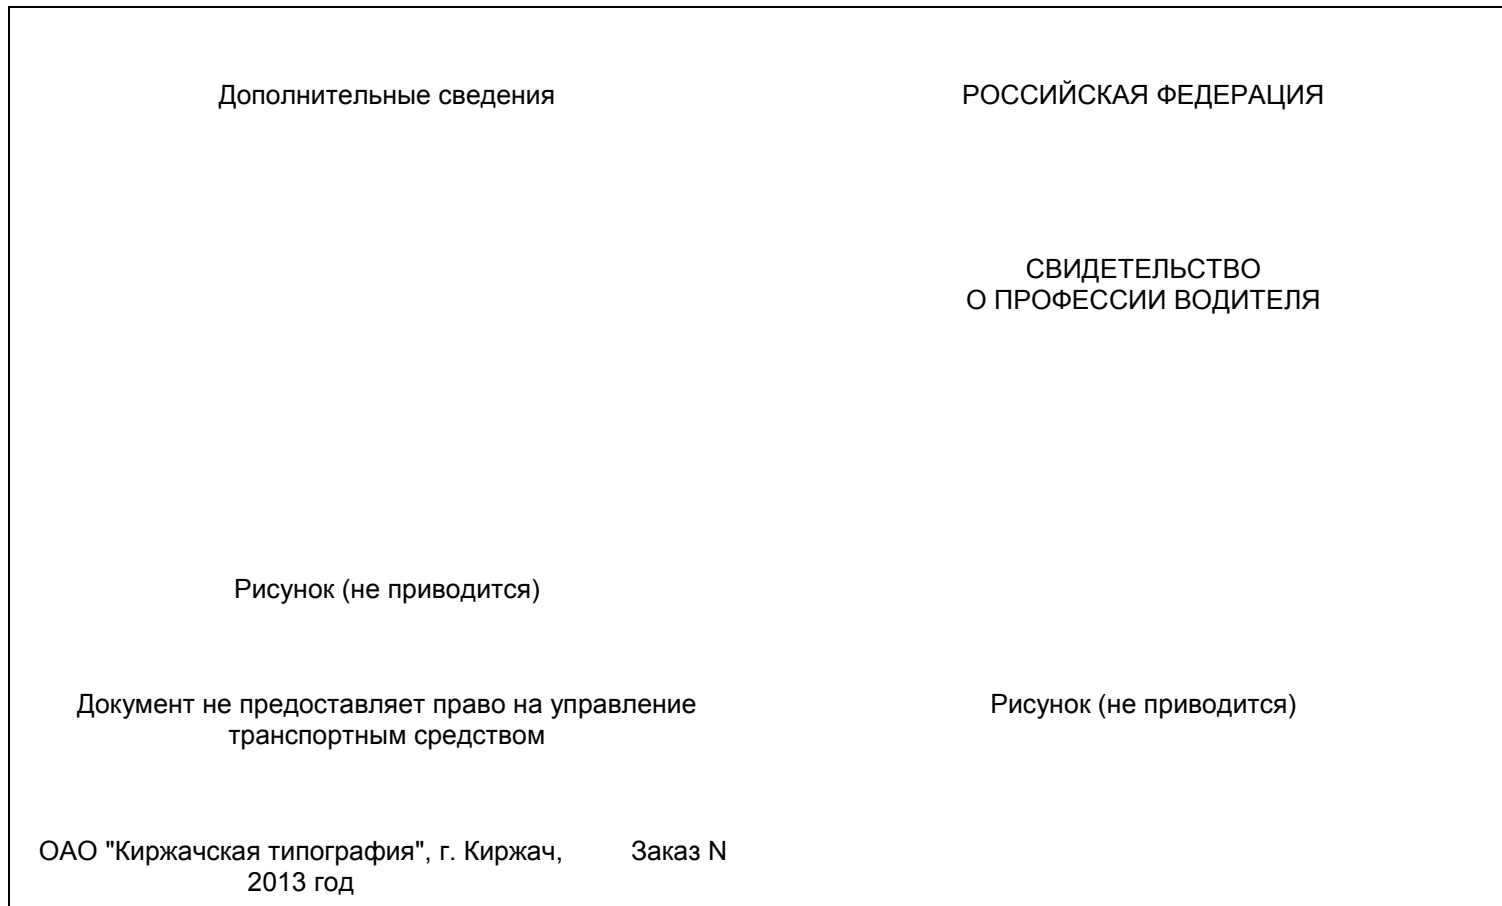 Дополнительные сведения
РОССИЙСКАЯ ФЕДЕРАЦИЯ
СВИДЕТЕЛЬСТВО
О ПРОФЕССИИ ВОДИТЕЛЯ
Рисунок (не приводится)
Документ не предоставляет право на управление
транспортным средством
Рисунок (не приводится)
ОАО "Киржачская типография", г. Киржач, Заказ N
2013 год